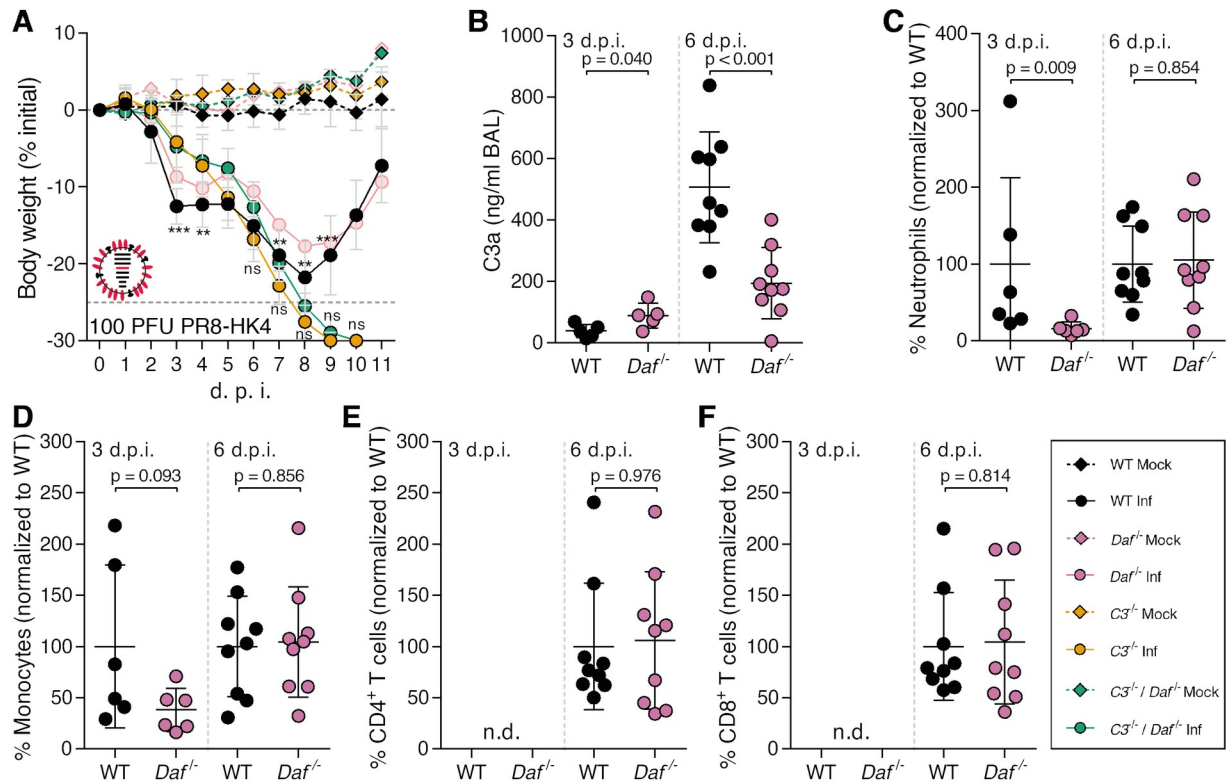 A
Body weight (% initial)
10
0
-10
-20
-30
*** ** ns ** ns ** ns *** ns ns
100 PFU PR8-HK4
0 1 2 3 4 5 6 7 8 9 10 11
d. p. i.
B
C3a (ng/ml BAL)
1000
800
600
400
200
0
3 d.p.i. 6 d.p.i.
p = 0.040 p < 0.001
WT Daf-/- WT Daf-/-
C
% Neutrophils (normalized to WT)
400
300
200
100
0
3 d.p.i. 6 d.p.i.
p = 0.009 p = 0.854
WT Daf-/- WT Daf-/-
D
% Monocytes (normalized to WT)
300
250
200
150
100
50
0
3 d.p.i. 6 d.p.i.
p = 0.093 p = 0.856
WT Daf-/- WT Daf-/-
E
% CD4+ T cells (normalized to WT)
300
250
200
150
100
50
0
3 d.p.i. 6 d.p.i.
p = 0.976
n.d.
WT Daf-/- WT Daf-/-
F
% CD8+ T cells (normalized to WT)
300
250
200
150
100
50
0
3 d.p.i. 6 d.p.i.
p = 0.814
n.d.
WT Daf-/- WT Daf-/-
WT Mock
WT Inf
Daf-/- Mock
Daf-/- Inf
C3-/- Mock
C3-/- Inf
C3-/- / Daf-/- Mock
C3-/- / Daf-/- Inf